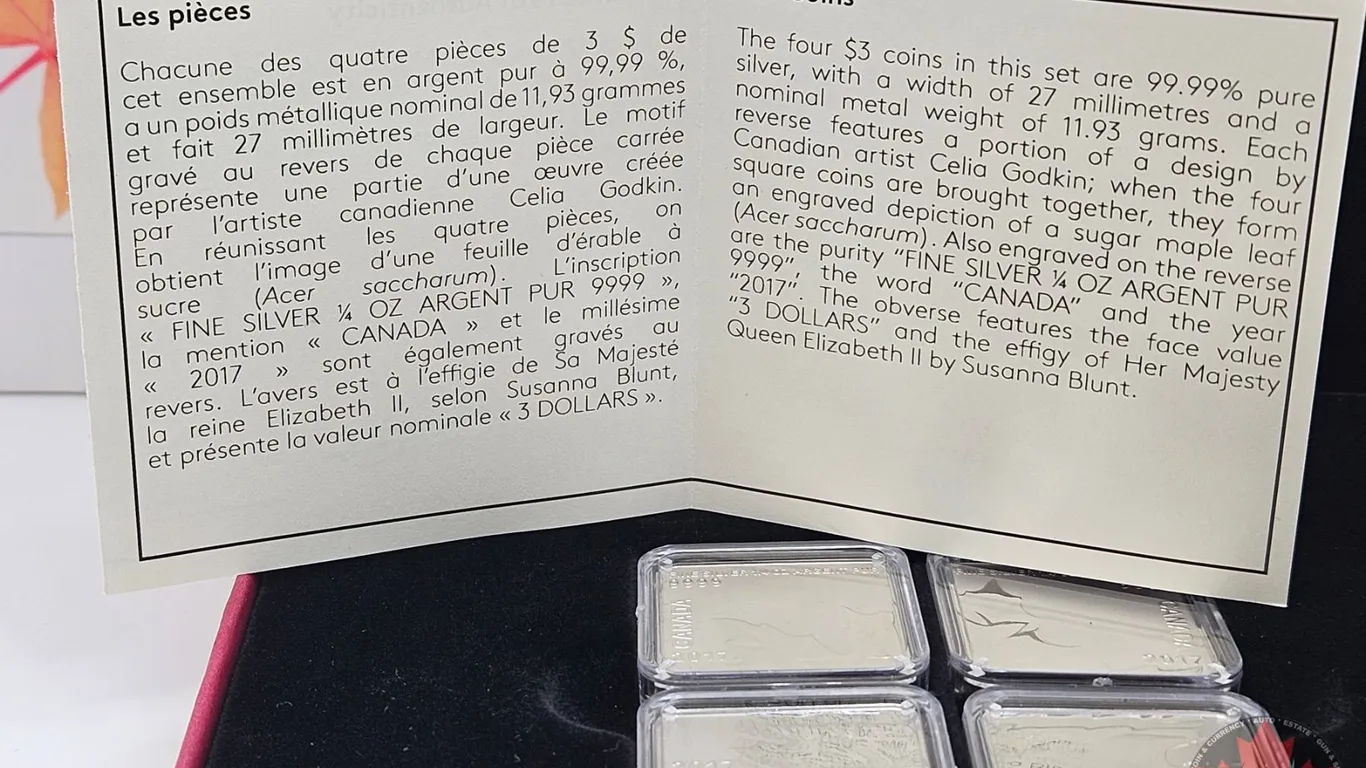 Les pièces
Chacune des quatre pièces de 3 $ de
cet ensemble est en argent pur à 99,99 %,
a un poids métallique nominal de 11,93 grammes
et fait 27 millimètres de largeur. Le motif
gravé au revers de chaque pièce carrée
représente une partie d'une œuvre créée
par l'artiste canadienne Celia Godkin.
En réunissant les quatre pièces, on
obtient l'image d'une feuille d'érable à
sucre (Acer saccharum). L'inscription
« FINE SILVER ¼ OZ ARGENT PUR 9999 »,
la mention « CANADA » et le millésime
« 2017 » sont également gravés au
revers. L'avers est à l'effigie de Sa Majesté
la reine Elizabeth II, selon Susanna Blunt,
et présente la valeur nominale « 3 DOLLARS ».
The four $3 coins in this set are 99.99% pure
silver, with a width of 27 millimetres and a
nominal metal weight of 11.93 grams. Each
reverse features a portion of a design by
Canadian artist Celia Godkin; when the four
square coins are brought together, they form
an engraved depiction of a sugar maple leaf
(Acer saccharum). Also engraved on the reverse
are the purity "FINE SILVER ¼ OZ ARGENT PUR
9999", the word "CANADA" and the year
"2017". The obverse features the face value
"3 DOLLARS" and the effigy of Her Majesty
Queen Elizabeth II by Susanna Blunt.
9999
CANADA
2017
CANADA
2017
COIN & CURRENCY * AUTO * ESTATE * GUN &